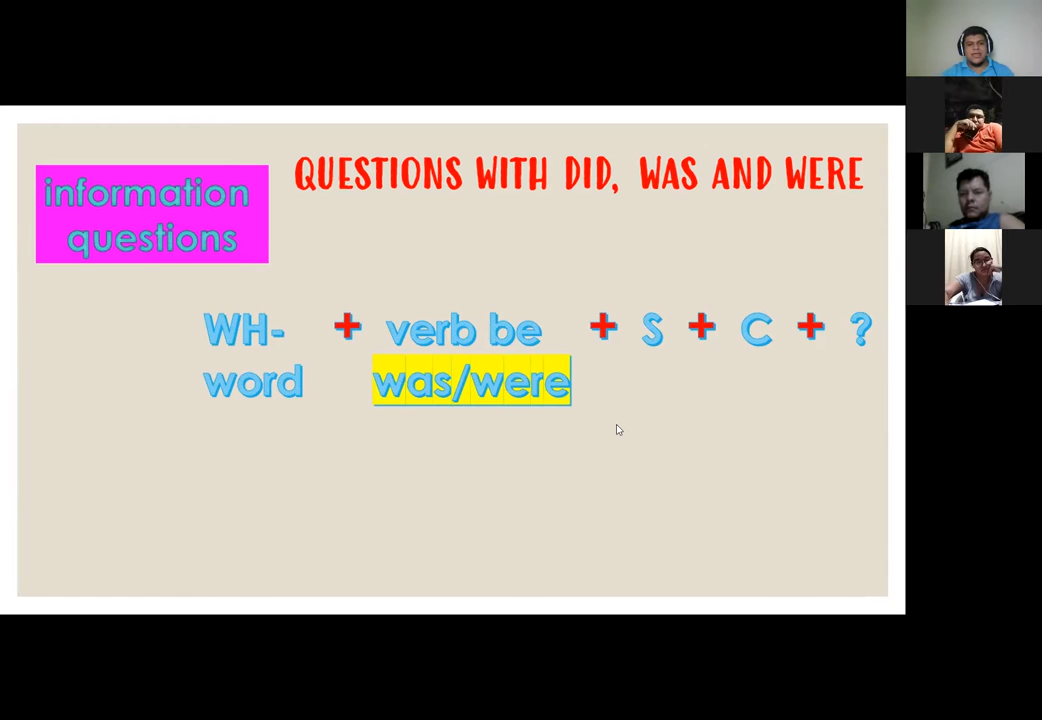 QUESTIONS WITH DID, WAS AND WERE
information
questions
WH- + verb be + S + C + ?
word was/were